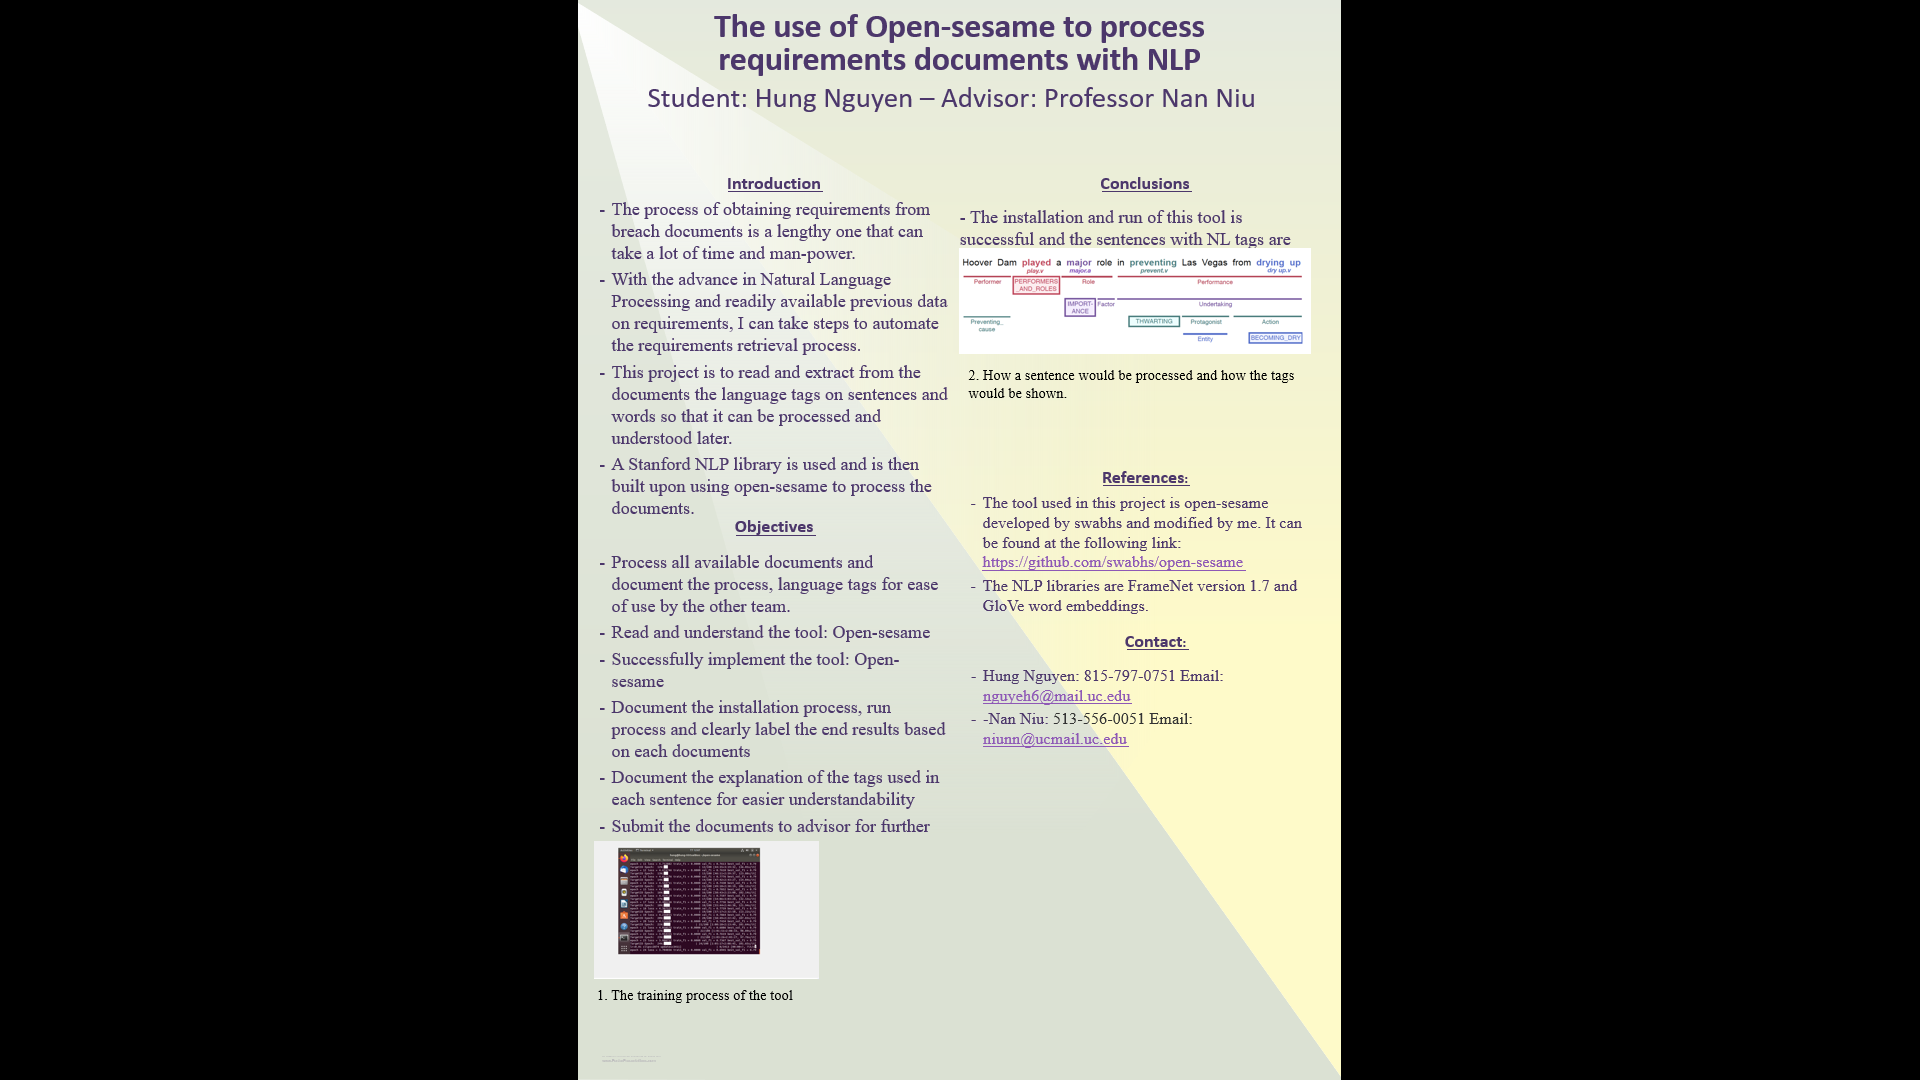 The use of Open-sesame to process
requirements documents with NLP
Student: Hung Nguyen – Advisor: Professor Nan Niu
Introduction
- The process of obtaining requirements from
breach documents is a lengthy one that can
take a lot of time and man-power.
- With the advance in Natural Language
Processing and readily available previous data
on requirements, I can take steps to automate
the requirements retrieval process.
- This project is to read and extract from the
documents the language tags on sentences and
words so that it can be processed and
understood later.
- A Stanford NLP library is used and is then
built upon using open-sesame to process the
documents.
Objectives
- Process all available documents and
document the process, language tags for ease
of use by the other team.
- Read and understand the tool: Open-sesame
- Successfully implement the tool: Open-
sesame
- Document the installation process, run
process and clearly label the end results based
on each documents
- Document the explanation of the tags used in
each sentence for easier understandability
- Submit the documents to advisor for further
1. The training process of the tool
Conclusions
- The installation and run of this tool is
successful and the sentences with NL tags are
Hoover Dam played a major role in preventing Las Vegas from drying up
play.v major.a prevent.v dry up.v
Performer PERFORMERS_AND_ROLES Role Performance
IMPORT-ANCE Factor Undertaking
Preventing_cause THWARTING Protagonist Action
Entity BECOMING_DRY
2. How a sentence would be processed and how the tags
would be shown.
References:
- The tool used in this project is open-sesame
developed by swabhs and modified by me. It can
be found at the following link:
https://github.com/swabhs/open-sesame
- The NLP libraries are FrameNet version 1.7 and
GloVe word embeddings.
Contact:
- Hung Nguyen: 815-797-0751 Email:
nguyeh6@mail.uc.edu
- -Nan Niu: 513-556-0051 Email:
niunn@ucmail.uc.edu